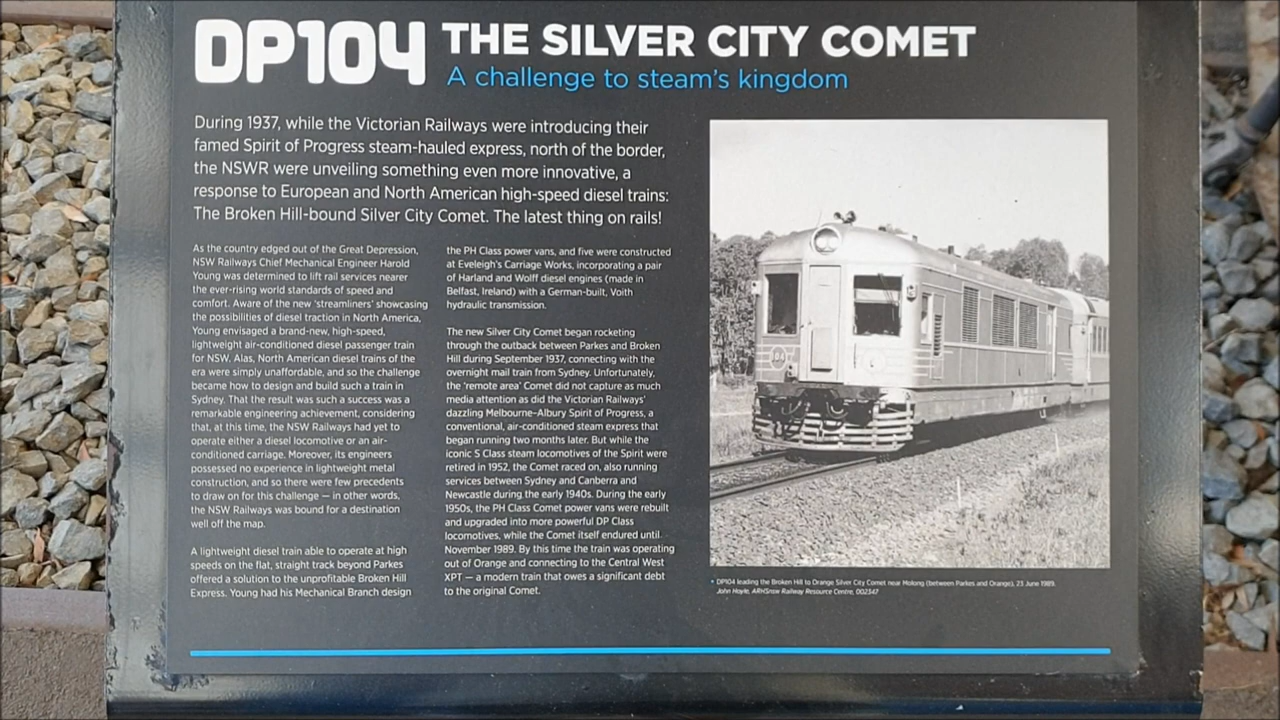 DP104 THE SILVER CITY COMET
A challenge to steam's kingdom
During 1937, while the Victorian Railways were introducing their
famed Spirit of Progress steam-hauled express, north of the border,
the NSWR were unveiling something even more innovative, a
response to European and North American high-speed diesel trains:
The Broken Hill-bound Silver City Comet. The latest thing on rails!
As the country edged out of the Great Depression,
NSW Railways Chief Mechanical Engineer Harold
Young was determined to lift rail services nearer
the ever-rising world standards of speed and
comfort. Aware of the new 'streamliners' showcasing
the possibilities of diesel traction in North America,
Young envisaged a brand-new, high-speed,
lightweight air-conditioned diesel passenger train
for NSW. Alas, North American diesel trains of the
era were simply unaffordable, and so the challenge
became how to design and build such a train in
Sydney. That the result was such a success was a
remarkable engineering achievement, considering
that, at this time, the NSW Railways had yet to
operate either a diesel locomotive or an air-
conditioned carriage. Moreover, its engineers
possessed no experience in lightweight metal
construction, and so there were few precedents
to draw on for this challenge — in other words,
the NSW Railways was bound for a destination
well off the map.
A lightweight diesel train able to operate at high
speeds on the flat, straight track beyond Parkes
offered a solution to the unprofitable Broken Hill
Express. Young had his Mechanical Branch design
the PH Class power vans, and five were constructed
at Eveleigh's Carriage Works, incorporating a pair
of Harland and Wolff diesel engines (made in
Belfast, Ireland) with a German-built, Voith
hydraulic transmission.
The new Silver City Comet began rocketing
through the outback between Parkes and Broken
Hill during September 1937, connecting with the
overnight mail train from Sydney. Unfortunately,
the 'remote area' Comet did not capture as much
media attention as did the Victorian Railways'
dazzling Melbourne-Albury Spirit of Progress, a
conventional, air-conditioned steam express that
began running two months later. But while the
iconic S Class steam locomotives of the Spirit were
retired in 1952, the Comet raced on, also running
services between Sydney and Canberra and
Newcastle during the early 1940s. During the early
1950s, the PH Class Comet power vans were rebuilt
and upgraded into more powerful DP Class
locomotives, while the Comet itself endured until
November 1989. By this time the train was operating
out of Orange and connecting to the Central West
XPT — a modern train that owes a significant debt
to the original Comet.
104
DP104 leading the Broken Hill to Orange Silver City Comet near Molong (between Parkes and Orange), 23 June 1989.
John Hoyle, ARHSnsw Railway Resource Centre, 002347